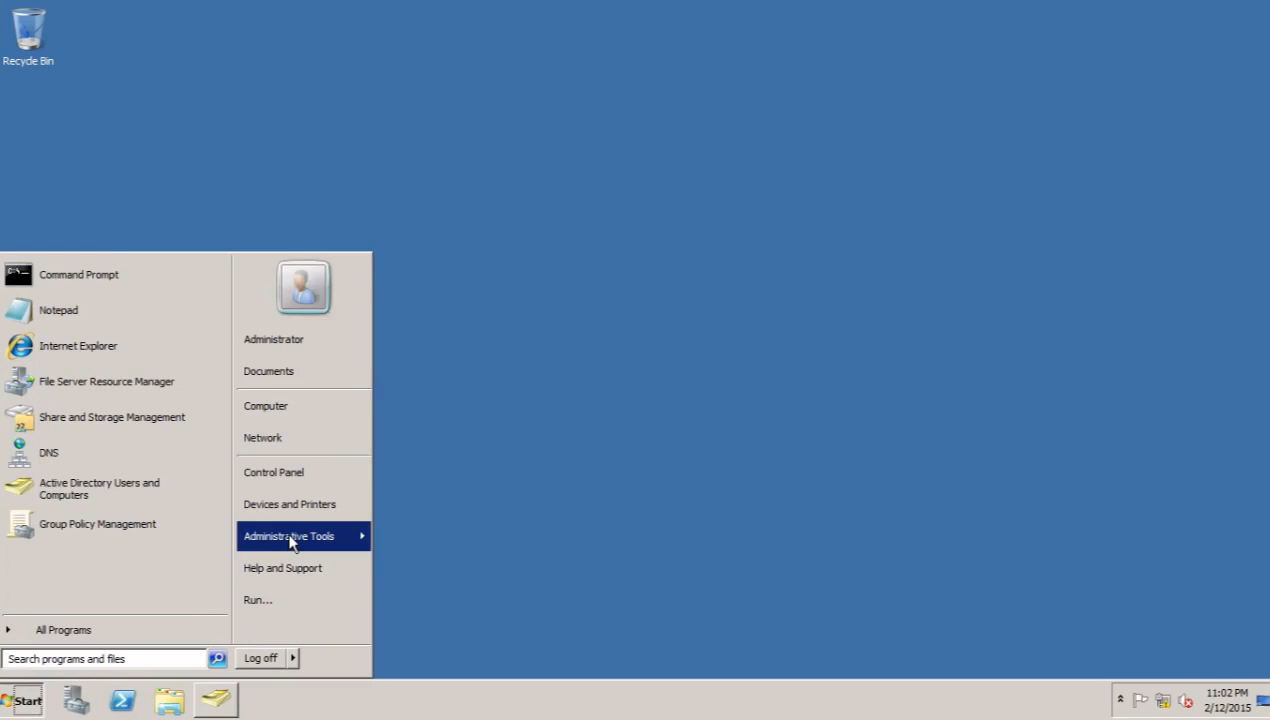 Recycle Bin
Command Prompt
Notepad
Internet Explorer
File Server Resource Manager
Share and Storage Management
DNS
Active Directory Users and
Computers
Group Policy Management
All Programs
Search programs and files
Administrator
Documents
Computer
Network
Control Panel
Devices and Printers
Administrative Tools
Help and Support
Run...
Log off
Start
11:02 PM
2/12/2015